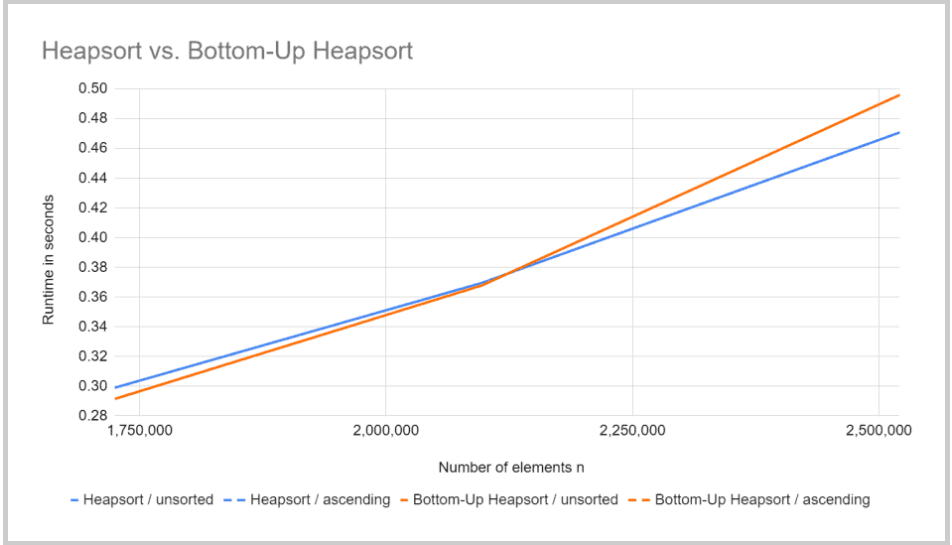 Heapsort vs. Bottom-Up Heapsort
0.50
0.48
0.46
0.44
0.42
0.40
0.38
0.36
0.34
0.32
0.30
0.28
Runtime in seconds
1,750,000 2,000,000 2,250,000 2,500,000
Number of elements n
Heapsort / unsorted Heapsort / ascending Bottom-Up Heapsort / unsorted Bottom-Up Heapsort / ascending